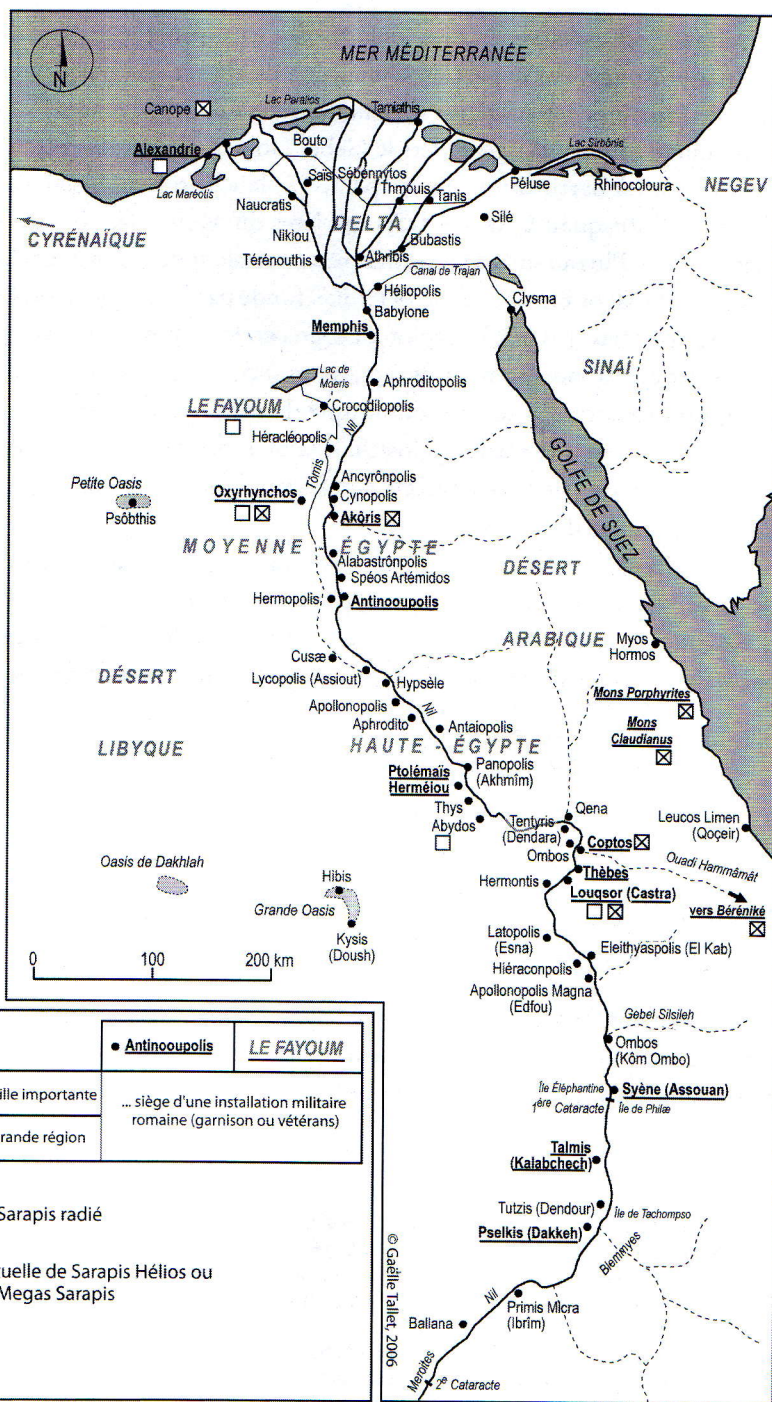 MER MÉDITERRANÉE
N
Canope
Lac Paralios
Tamiathis
Alexandrie
Bouto
Lac Sirbônis
Saïs
Sébennytos
Lac Maréotis
Thmouis
Tanis
Péluse
Rhinocoloura
NEGEV
Naucratis
DELTA
Silé
CYRÉNAÏQUE
Nikiou
Bubastis
Térénouthis
Athribis
Canal de Trajan
Héliopolis
Clysma
Babylone
Memphis
SINAÏ
Lac de
Moeris
Aphroditopolis
LE FAYOUM
Crocodilopolis
Nil
GOLFE DE SUEZ
Héracléopolis
Tômis
Petite Oasis
Ancyrônpolis
Oxyrhynchos
Cynopolis
Psôbthis
Akôris
MOYENNE ÉGYPTE
Alabastrônpolis
DÉSERT
Spéos Artémidos
Hermopolis
Antinooupolis
ARABIQUE
Myos
Hormos
Cusæ
DÉSERT
Lycopolis (Assiout)
Hypsèle
Mons Porphyrites
Apollonopolis
Nil
Mons
Claudianus
Aphrodito
Antaiopolis
LIBYQUE
HAUTE - ÉGYPTE
Panopolis
(Akhmîm)
Ptolémaïs
Herméiou
Thys
Qena
Leucos Limen
(Qoçeir)
Abydos
Tentyris
(Dendara)
Coptos
Ombos
Ouadi Hammâmât
Oasis de Dakhlah
Thèbes
Hibis
Hermontis
Louqsor (Castra)
vers Béréniké
Grande Oasis
Latopolis
(Esna)
Eleithyaspolis (El Kab)
Kysis
(Doush)
Hiéraconpolis
0 100 200 km
Apollonopolis Magna
(Edfou)
Gebel Silsileh
Ombos
(Kôm Ombo)
Île Éléphantine
Syène (Assouan)
1ère Cataracte
Île de Philæ
Talmis
(Kalabchech)
Tutzis (Dendour)
Île de Tachompso
Pselkis (Dakkeh)
Blemmyes
Nil
Primis Micra
(Ibrîm)
Ballana
Meroïtes
2e Cataracte
Antinooupolis
LE FAYOUM
ille importante
... siège d'une installation militaire
romaine (garnison ou vétérans)
rande région
Sarapis radié
uelle de Sarapis Hélios ou
Megas Sarapis
© Gaëlle Tallet, 2006